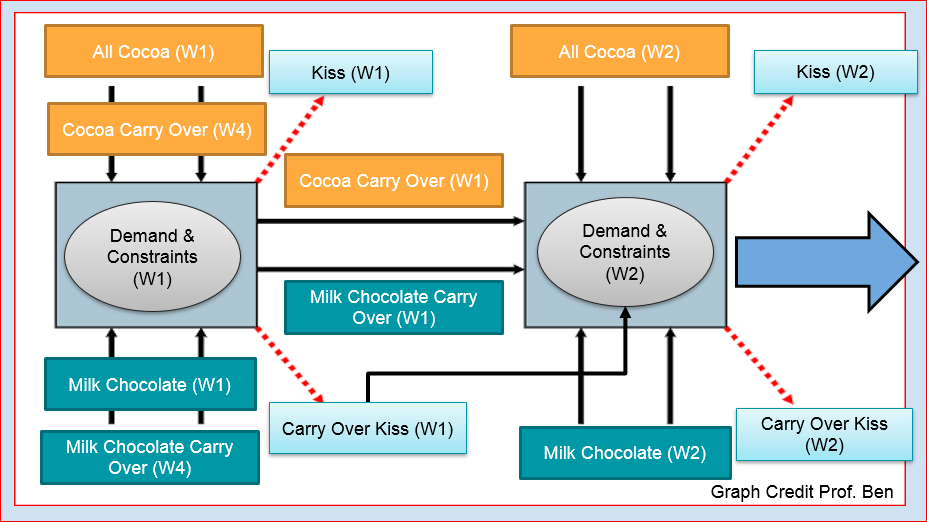 All Cocoa (W1)
Kiss (W1)
All Cocoa (W2)
Kiss (W2)
Cocoa Carry Over (W4)
Cocoa Carry Over (W1)
Demand &
Constraints
(W1)
Demand &
Constraints
(W2)
Milk Chocolate Carry
Over (W1)
Milk Chocolate (W1)
Milk Chocolate Carry
Over (W4)
Carry Over Kiss (W1)
Milk Chocolate (W2)
Carry Over Kiss
(W2)
Graph Credit Prof. Ben